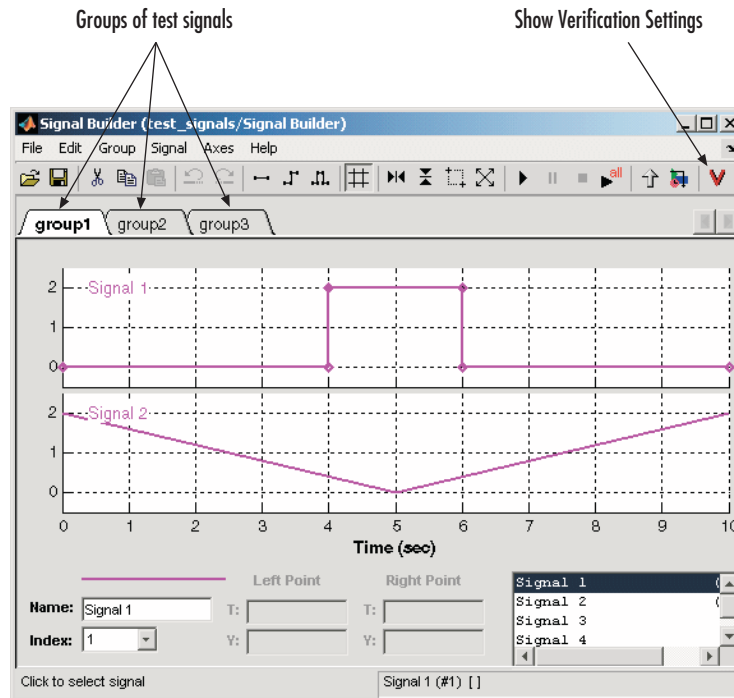 Groups of test signals
Show Verification Settings
Signal Builder (test_signals/Signal Builder)
File Edit Group Signal Axes Help
all
group1 group2 group3
2
Signal 1
1
0
2
Signal 2
1
0
0 1 2 3 4 5 6 7 8 9 10
Time (sec)
Left Point Right Point
Name: Signal 1 T: T:
Index: 1 Y: Y:
Signal 1 (
Signal 2 (
Signal 3
Signal 4
Click to select signal
Signal 1 (#1) [ ]